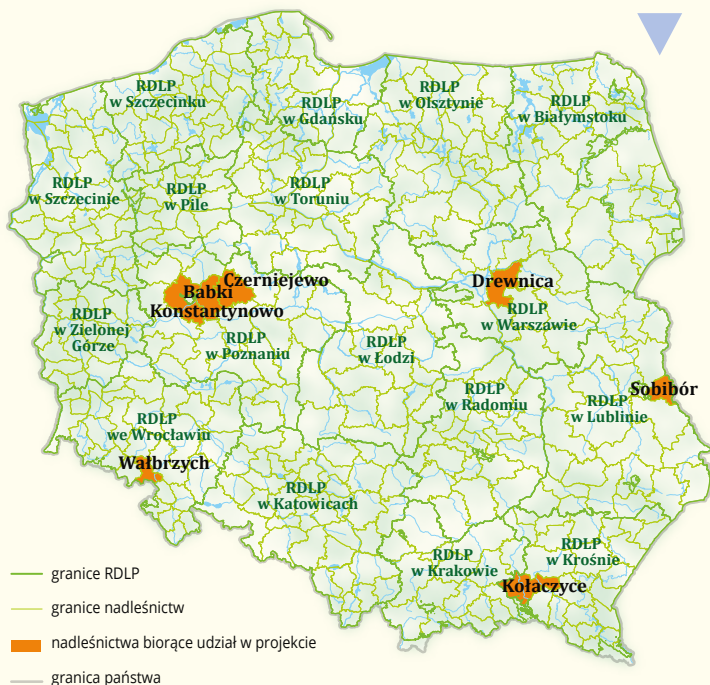 RDLP
w Szczecinku
RDLP
w Gdańsku
RDLP
w Olsztynie
RDLP
w Białymstoku
RDLP
w Szczecinie
RDLP
w Pile
RDLP
w Toruniu
Czerniejewo
Babki
Konstantynowo
Drewnica
RDLP
w Zielonej
Górze
RDLP
w Poznaniu
RDLP
w Łodzi
RDLP
w Warszawie
RDLP
w Radomiu
Sobibór
RDLP
w Lublinie
RDLP
we Wrocławiu
Wałbrzych
RDLP
w Katowicach
RDLP
w Krakowie
RDLP
w Krośnie
Kołaczyce
granice RDLP
granice nadleśnictw
nadleśnictwa biorące udział w projekcie
granica państwa